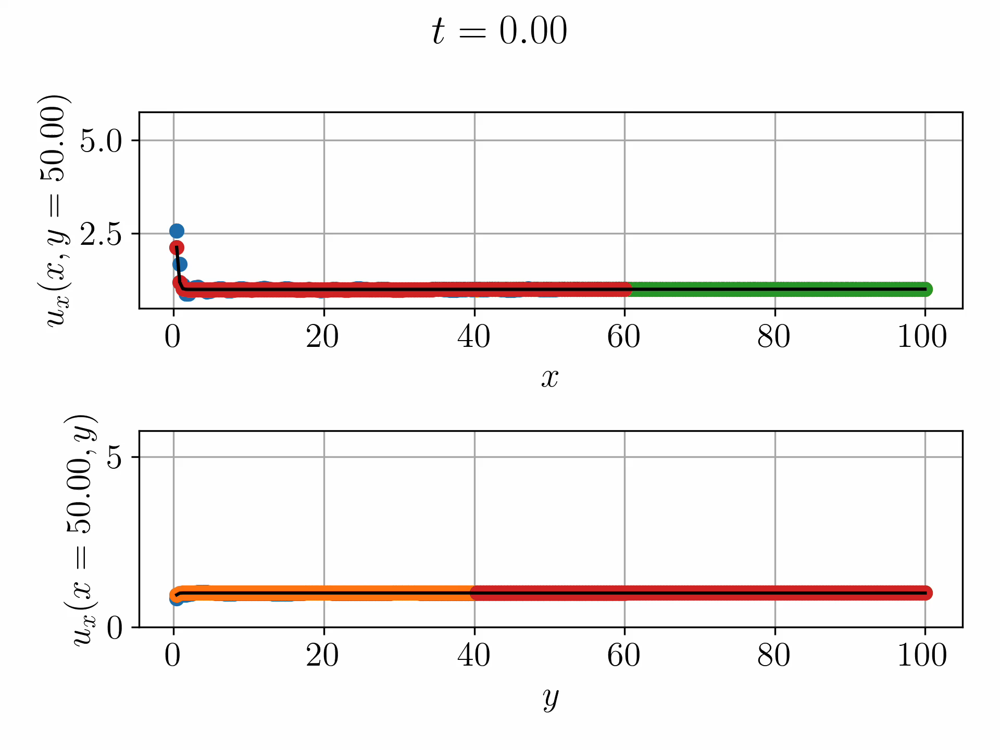 t = 0.00
u_x(x, y = 50.00)
5.0
2.5
0 20 40 60 80 100
x
u_x(x = 50.00, y)
5
0
0 20 40 60 80 100
y